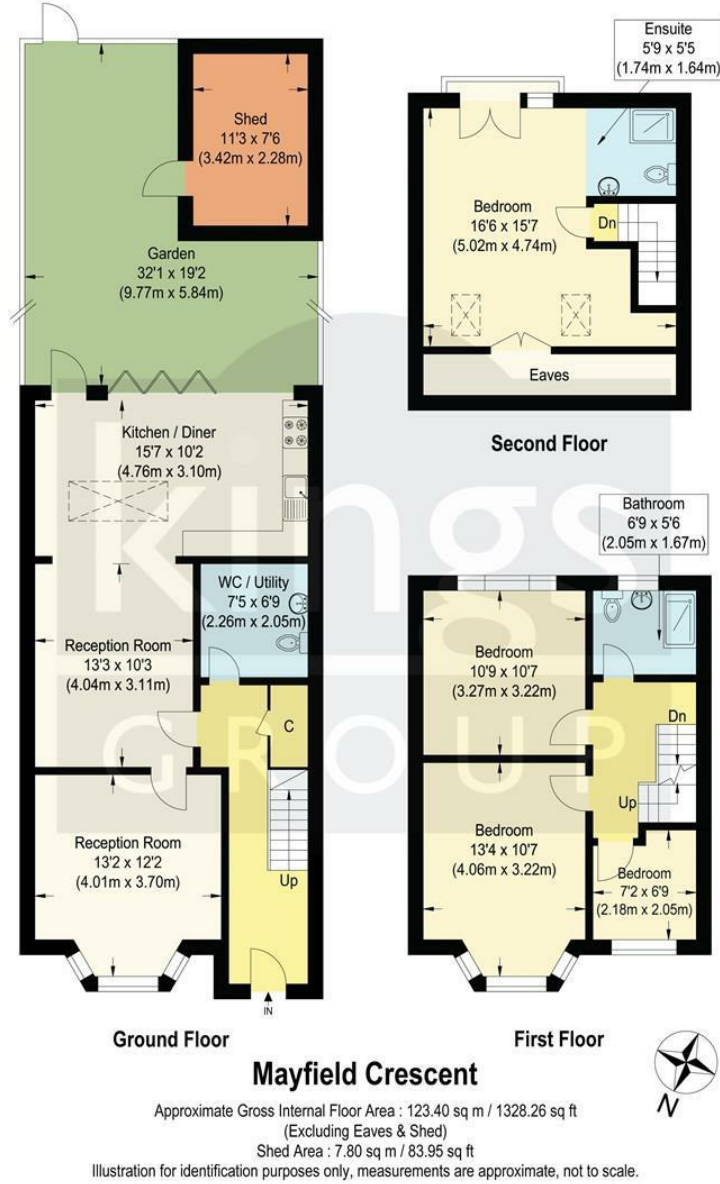 Shed
11'3 x 7'6
(3.42m x 2.28m)
Garden
32'1 x 19'2
(9.77m x 5.84m)
Kitchen / Diner
15'7 x 10'2
(4.76m x 3.10m)
WC / Utility
7'5 x 6'9
(2.26m x 2.05m)
Reception Room
13'3 x 10'3
(4.04m x 3.11m)
C
Reception Room
13'2 x 12'2
(4.01m x 3.70m)
Up
IN
Ground Floor
Ensuite
5'9 x 5'5
(1.74m x 1.64m)
Bedroom
16'6 x 15'7
(5.02m x 4.74m)
Dn
Eaves
Second Floor
Bathroom
6'9 x 5'6
(2.05m x 1.67m)
Bedroom
10'9 x 10'7
(3.27m x 3.22m)
Dn
Up
Bedroom
13'4 x 10'7
(4.06m x 3.22m)
Bedroom
7'2 x 6'9
(2.18m x 2.05m)
First Floor
kings
GROUP
N
Mayfield Crescent
Approximate Gross Internal Floor Area : 123.40 sq m / 1328.26 sq ft
(Excluding Eaves & Shed)
Shed Area : 7.80 sq m / 83.95 sq ft
Illustration for identification purposes only, measurements are approximate, not to scale.